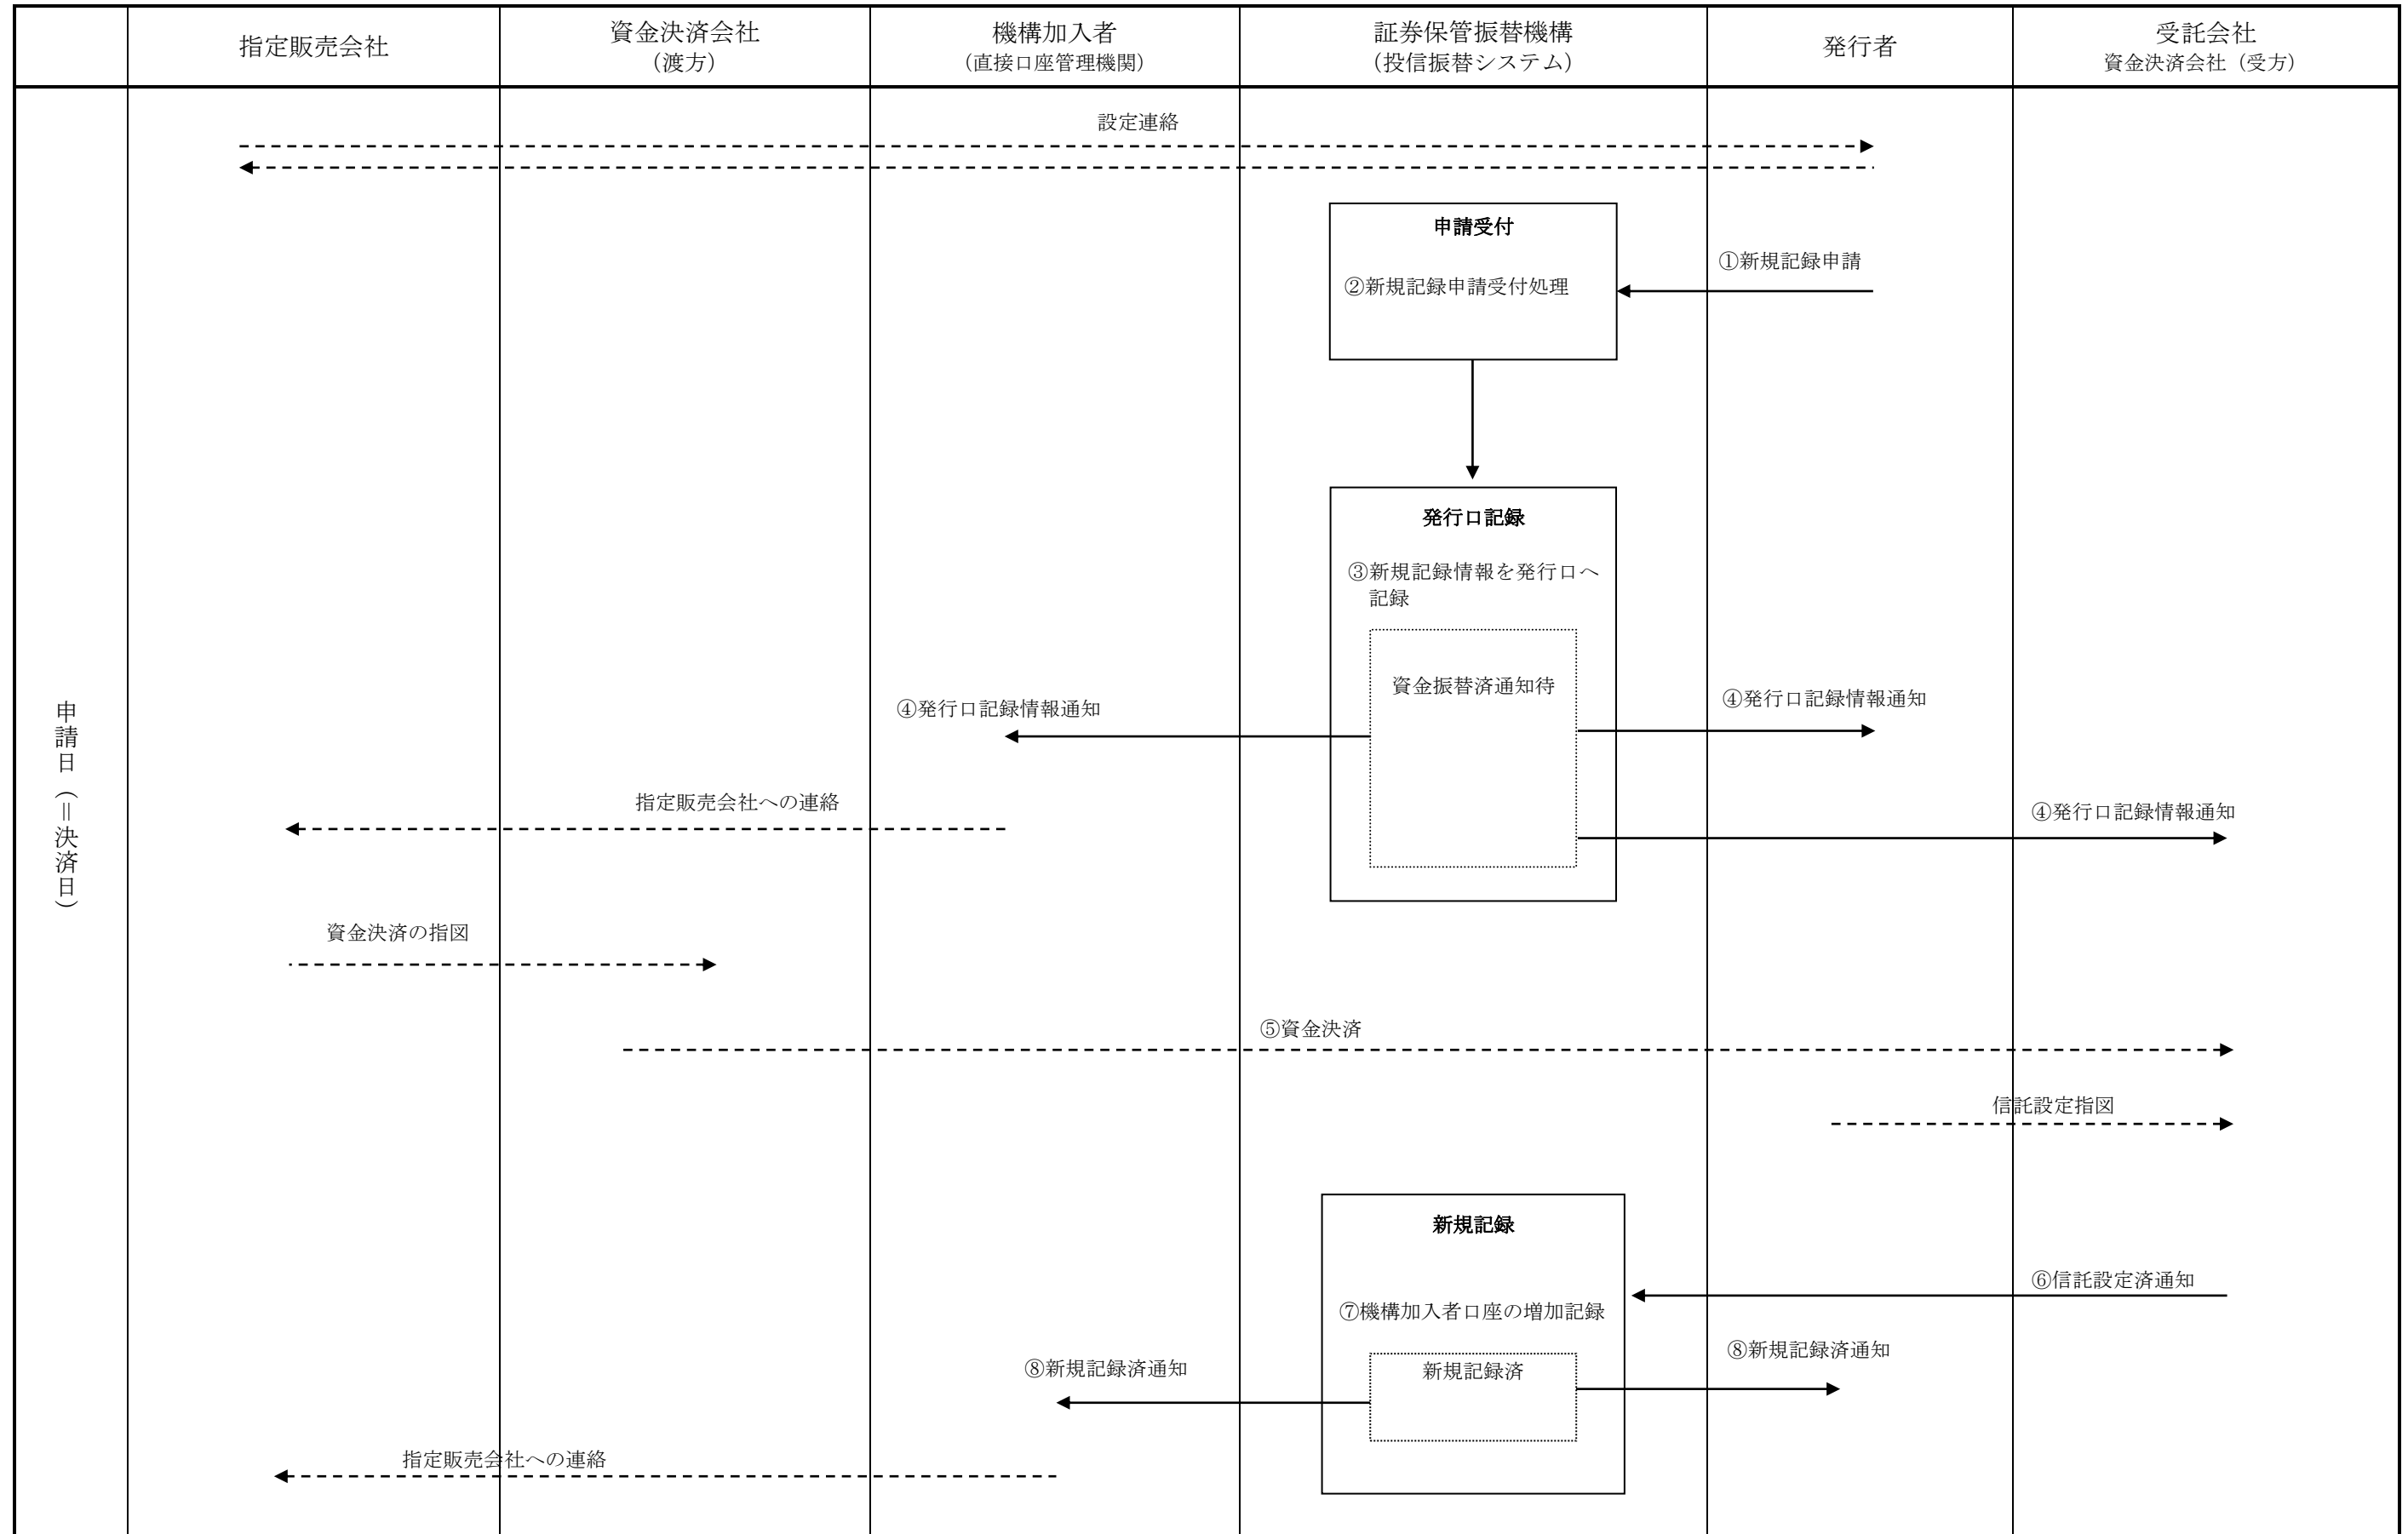 指定販売会社
資金決済会社
（渡方）
機構加入者
（直接口座管理機関）
証券保管振替機構
（投信振替システム）
発行者
受託会社
資金決済会社（受方）
設定連絡
申請受付
①新規記録申請
②新規記録申請受付処理
発行口記録
③新規記録情報を発行口へ
記録
資金振替済通知待
④発行口記録情報通知
④発行口記録情報通知
申請日（＝決済日）
指定販売会社への連絡
④発行口記録情報通知
資金決済の指図
⑤資金決済
信託設定指図
新規記録
⑥信託設定済通知
⑦機構加入者口座の増加記録
⑧新規記録済通知
⑧新規記録済通知
新規記録済
指定販売会社への連絡